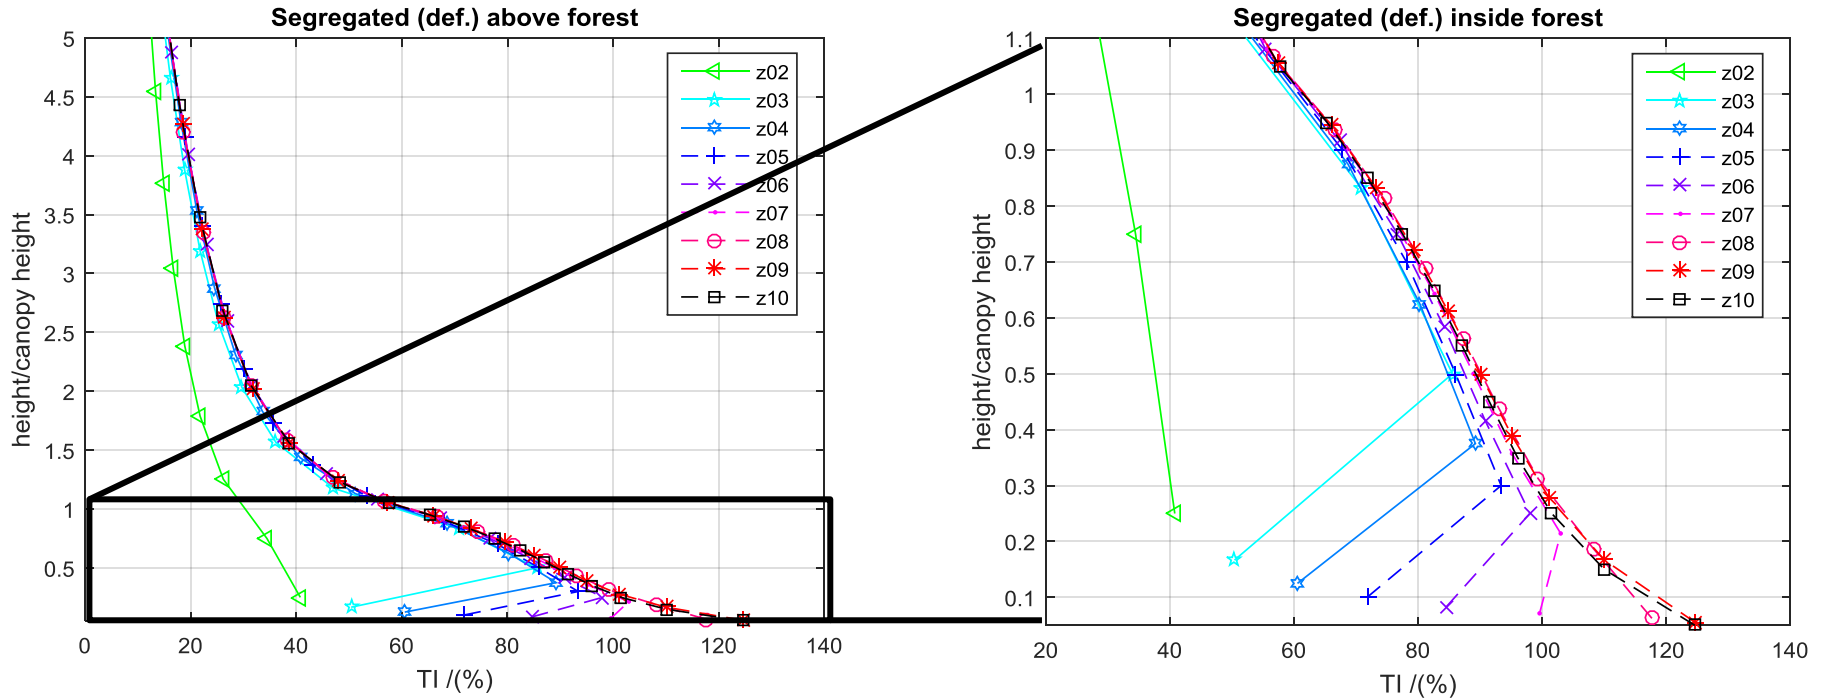 Segregated (def.) above forest
height/canopy height
5
4.5
4
3.5
3
2.5
2
1.5
1
0.5
0 20 40 60 80 100 120 140
TI /(%)
z02
z03
z04
z05
z06
z07
z08
z09
z10
Segregated (def.) inside forest
height/canopy height
1.1
1
0.9
0.8
0.7
0.6
0.5
0.4
0.3
0.2
0.1
20 40 60 80 100 120 140
TI /(%)
z02
z03
z04
z05
z06
z07
z08
z09
z10